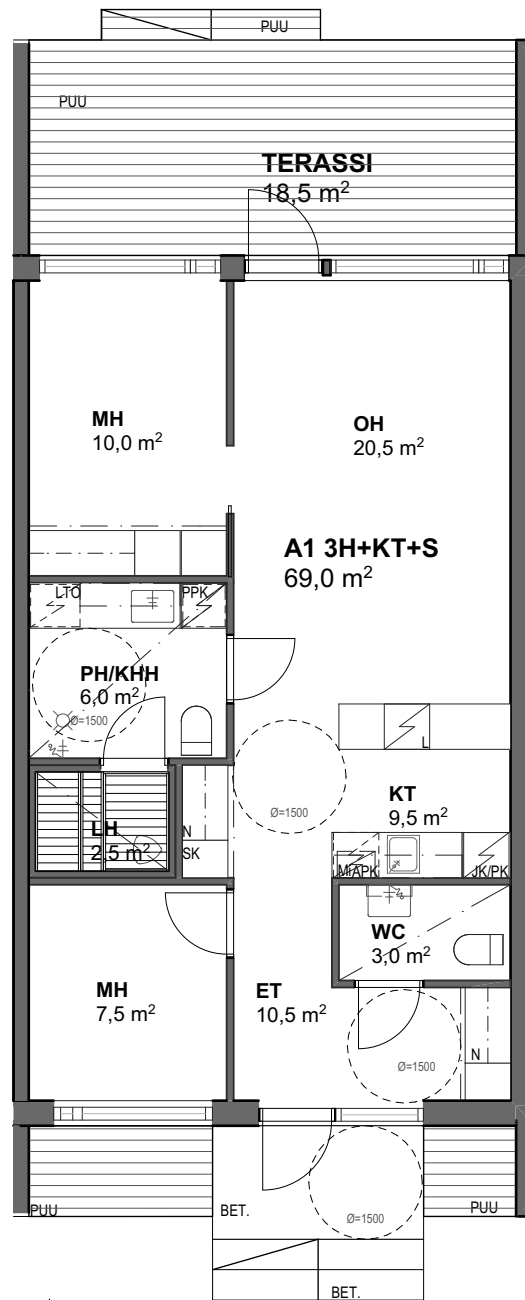 PUU
PUU
TERASSI
18,5 m²
MH
10,0 m²
OH
20,5 m²
A1 3H+KT+S
69,0 m²
LTO
PPK
PH/KHH
6,0 m²
Ø=1500
L
KT
9,5 m²
Ø=1500
LH
2,5 m²
N
SK
MIAPK
JK/PK
WC
3,0 m²
MH
7,5 m²
ET
10,5 m²
N
Ø=1500
PUU
BET.
PUU
Ø=1500
BET.